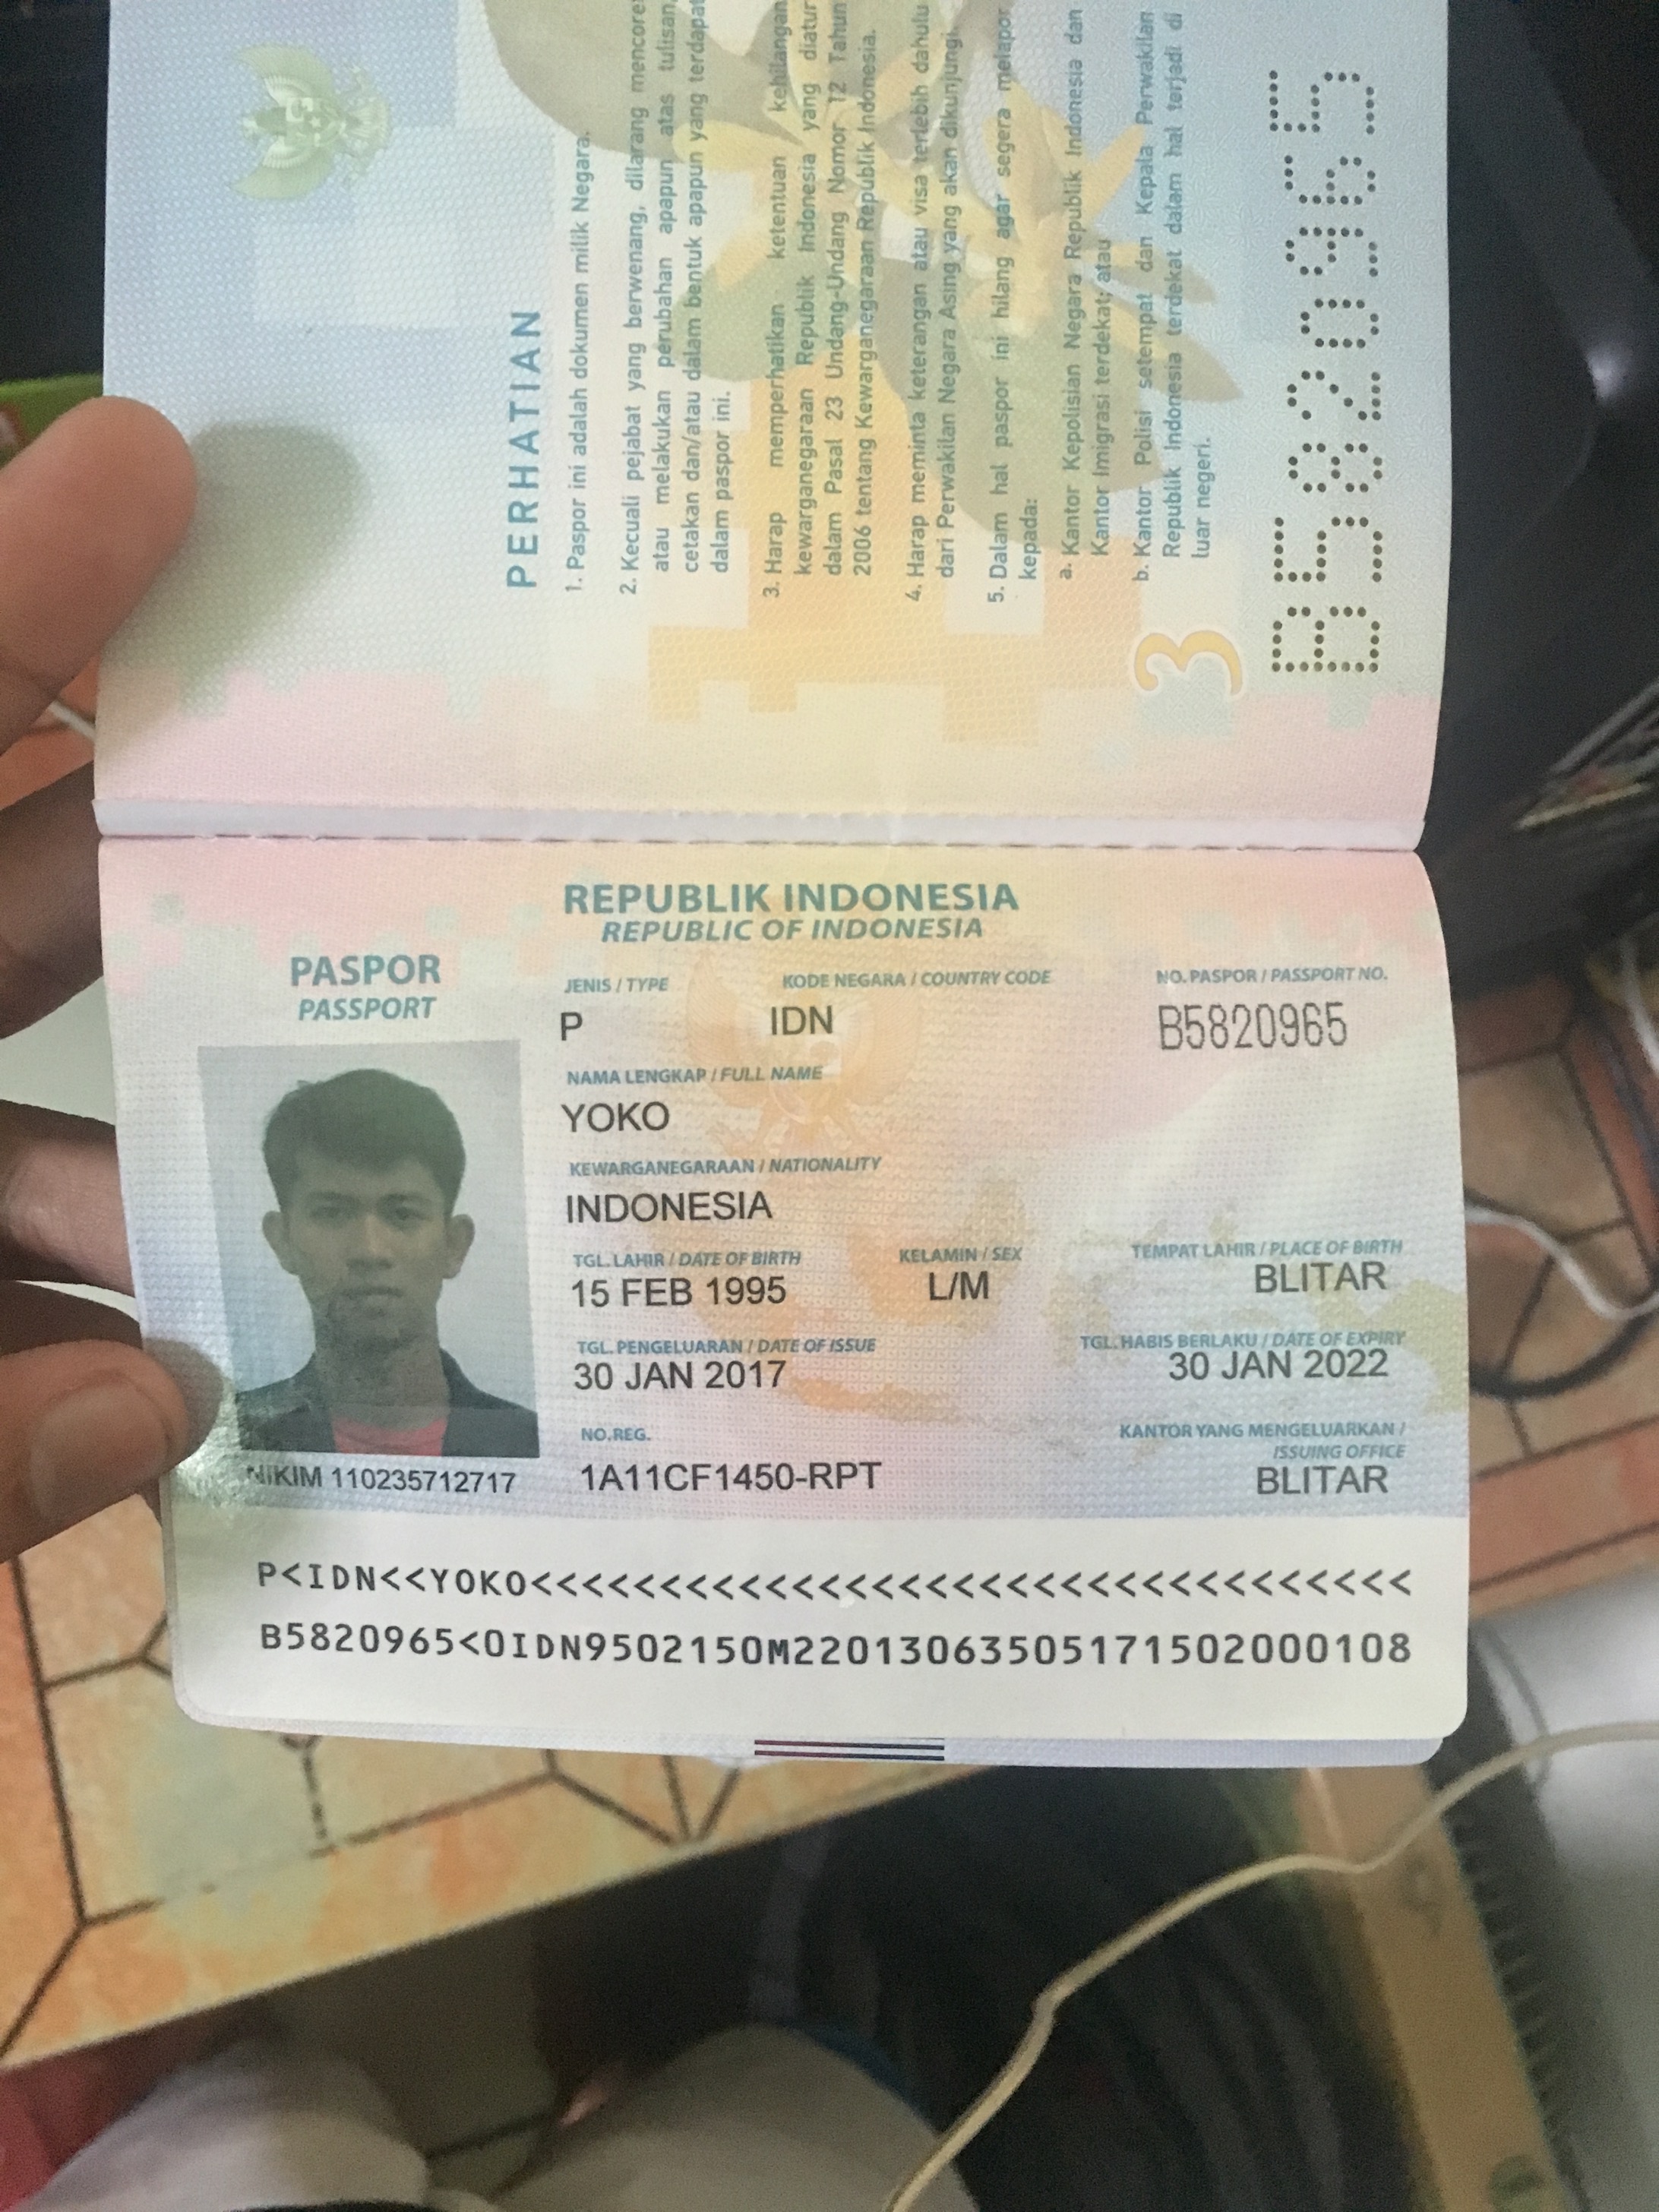 PERHATIAN
1. Paspor ini adalah dokumen milik Negara.
2. Kecuali pejabat yang berwenang, dilarang mencoret
atau melakukan perubahan apapun atas tulisan,
cetakan dan/atau dalam bentuk apapun yang terdapat
dalam paspor ini.
3. Harap memperhatikan ketentuan kehilangan
kewarganegaraan Republik Indonesia yang diatur
dalam Pasal 23 Undang-Undang Nomor 12 Tahun
2006 tentang Kewarganegaraan Republik Indonesia.
4. Harap meminta keterangan atau visa terlebih dahulu
dari Perwakilan Negara Asing yang akan dikunjungi.
5. Dalam hal paspor ini hilang agar segera melapor
kepada:
a. Kantor Kepolisian Negara Republik Indonesia dan
Kantor Imigrasi terdekat; atau
b. Kantor Polisi setempat dan Kepala Perwakilan
Republik Indonesia terdekat dalam hal terjadi di
luar negeri.
3
B5820965
REPUBLIK INDONESIA
REPUBLIC OF INDONESIA
PASPOR
PASSPORT
JENIS / TYPE KODE NEGARA / COUNTRY CODE NO. PASPOR / PASSPORT NO.
P IDN B5820965
NAMA LENGKAP / FULL NAME
YOKO
KEWARGANEGARAAN / NATIONALITY
INDONESIA
TGL. LAHIR / DATE OF BIRTH KELAMIN / SEX TEMPAT LAHIR / PLACE OF BIRTH
15 FEB 1995 L/M BLITAR
TGL. PENGELUARAN / DATE OF ISSUE TGL. HABIS BERLAKU / DATE OF EXPIRY
30 JAN 2017 30 JAN 2022
NO. REG. KANTOR YANG MENGELUARKAN /
ISSUING OFFICE
NIKIM 110235712717 1A11CF1450-RPT BLITAR
P<IDN<<YOKO<<<<<<<<<<<<<<<<<<<<<<<<<<<<<<<<<
B5820965<0IDN9502150M2201306350517150200010​8